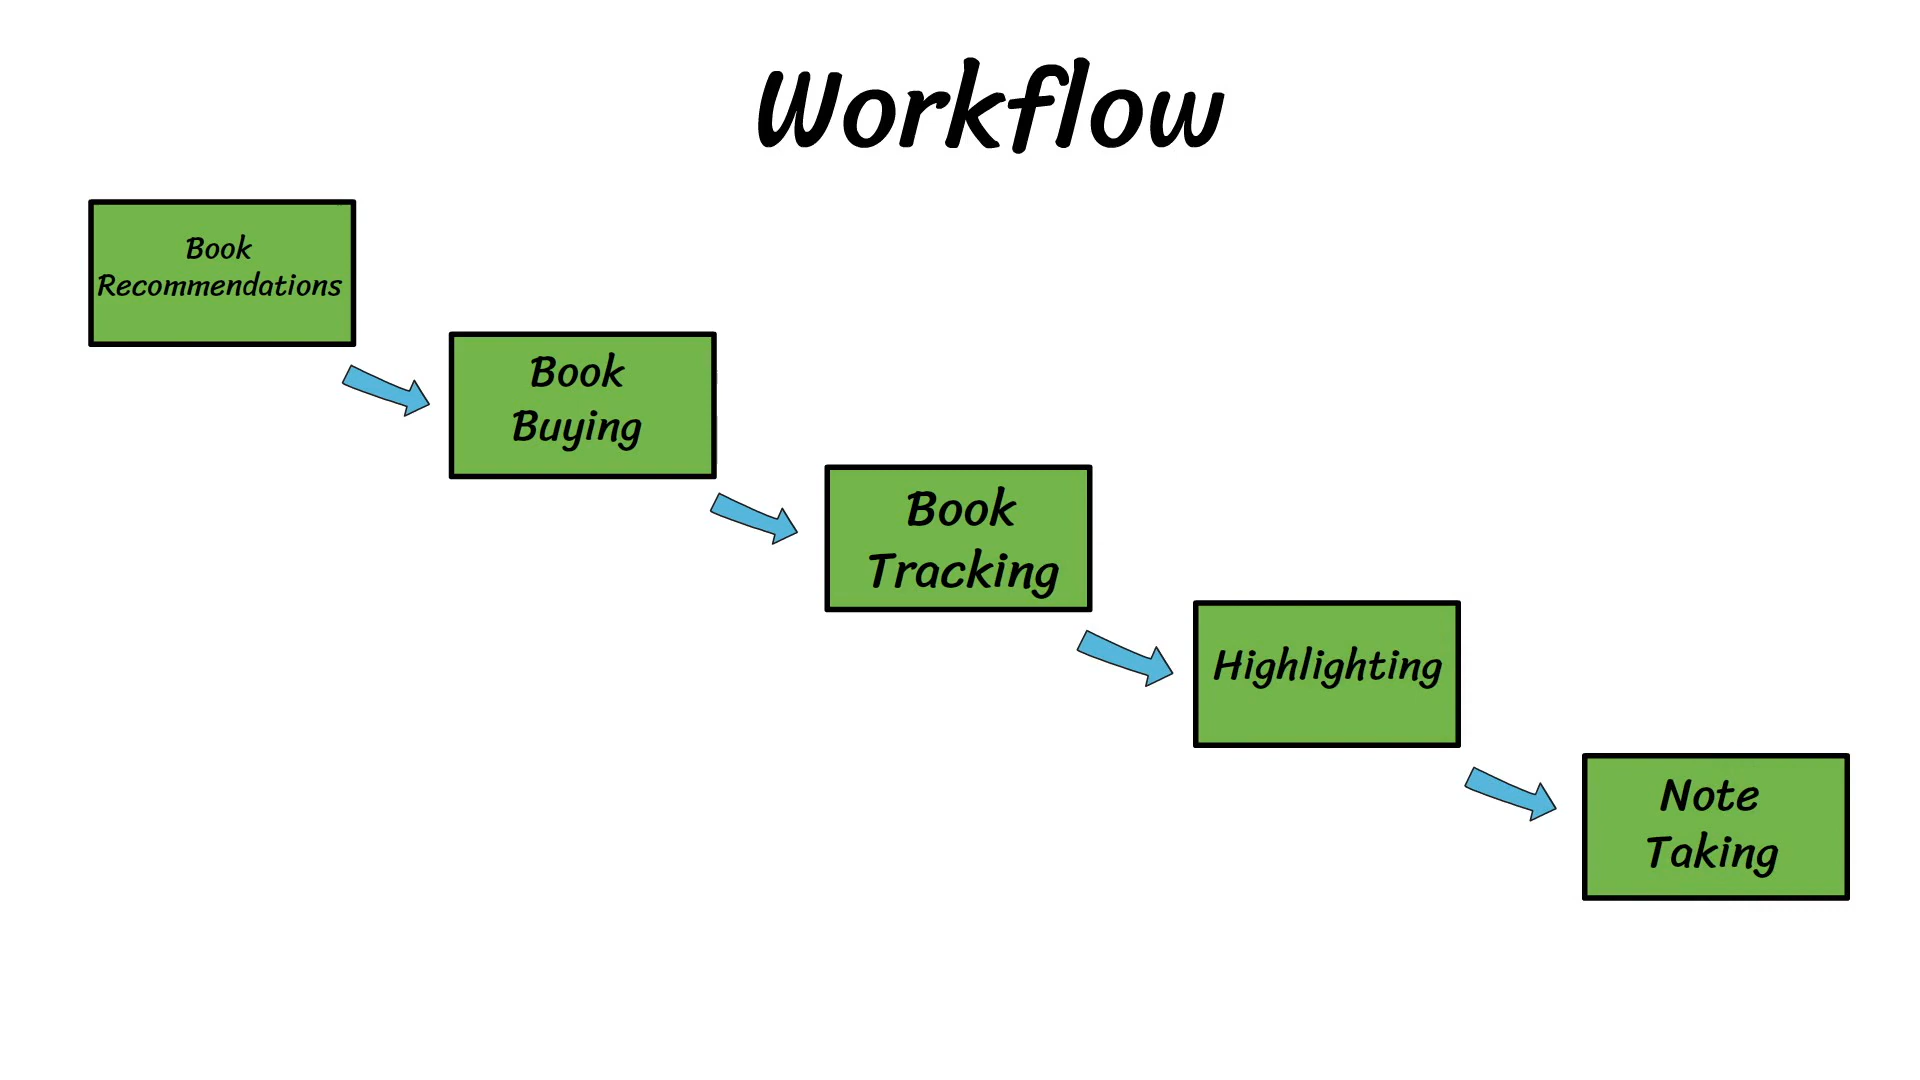 Workflow
Book
Recommendations
Book
Buying
Book
Tracking
Highlighting
Note
Taking